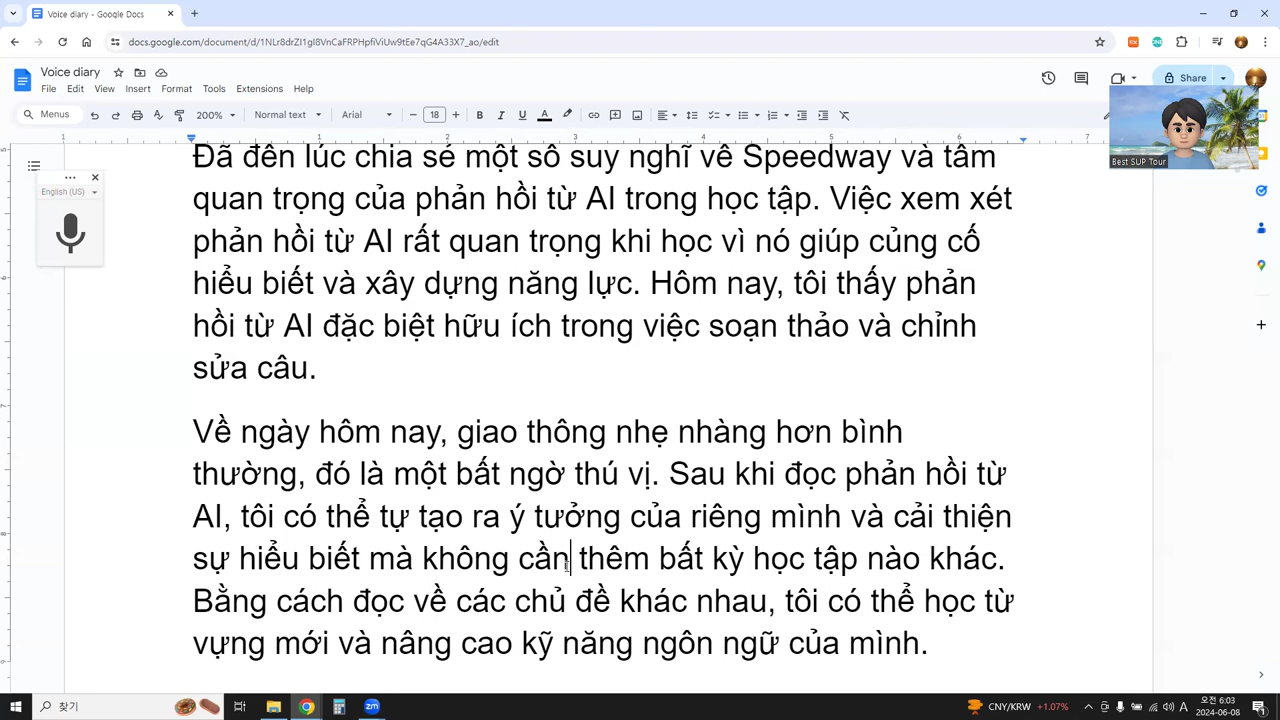 Voice diary - Google Docs
docs.google.com/document/d/1NLr8drZI1gI8VnCaFRPHpfiViUw9tEe7qG4A33X7_ao/edit
Voice diary
File Edit View Insert Format Tools Extensions Help
Share
Menus
200%
Normal text
Arial
18
B I U A
1 1 2 3 4 5 6 7
Best SUP Tour
English (US)
Đã đến lúc chia sẻ một số suy nghĩ về Speedway và tầm
quan trọng của phản hồi từ AI trong học tập. Việc xem xét
phản hồi từ AI rất quan trọng khi học vì nó giúp củng cố
hiểu biết và xây dựng năng lực. Hôm nay, tôi thấy phản
hồi từ AI đặc biệt hữu ích trong việc soạn thảo và chỉnh
sửa câu.
Về ngày hôm nay, giao thông nhẹ nhàng hơn bình
thường, đó là một bất ngờ thú vị. Sau khi đọc phản hồi từ
AI, tôi có thể tự tạo ra ý tưởng của riêng mình và cải thiện
sự hiểu biết mà không cần thêm bất kỳ học tập nào khác.
Bằng cách đọc về các chủ đề khác nhau, tôi có thể học từ
vựng mới và nâng cao kỹ năng ngôn ngữ của mình.
찾기
zm
CNY/KRW +1.07%
A
오전 6:03
2024-06-08